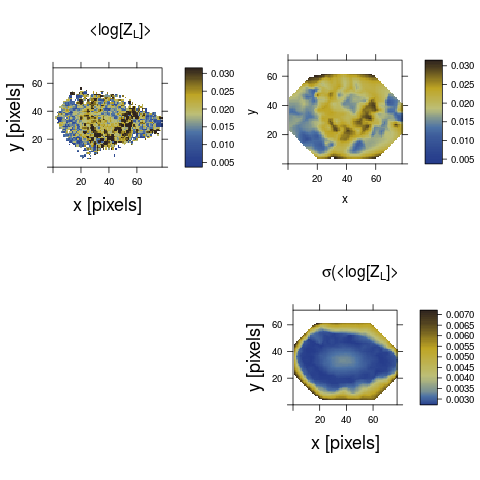 <log[Z_L]>
y [pixels]
60
40
20
20 40 60
x [pixels]
0.030
0.025
0.020
0.015
0.010
0.005
y
60
40
20
20 40 60
x
0.030
0.025
0.020
0.015
0.010
0.005
σ(<log[Z_L]>
y [pixels]
60
40
20
20 40 60
x [pixels]
0.0070
0.0065
0.0060
0.0055
0.0050
0.0045
0.0040
0.0035
0.0030